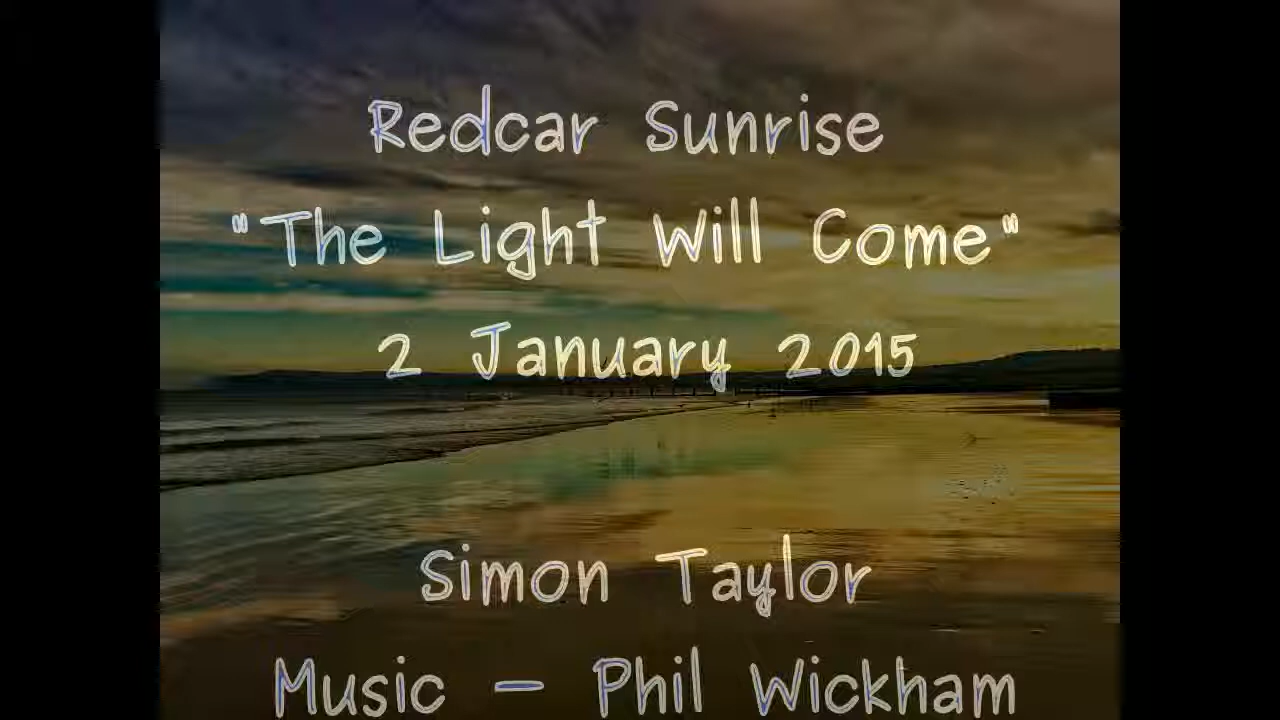 Redcar Sunrise
"The Light Will Come"
2 January 2015
Simon Taylor
Music - Phil Wickham